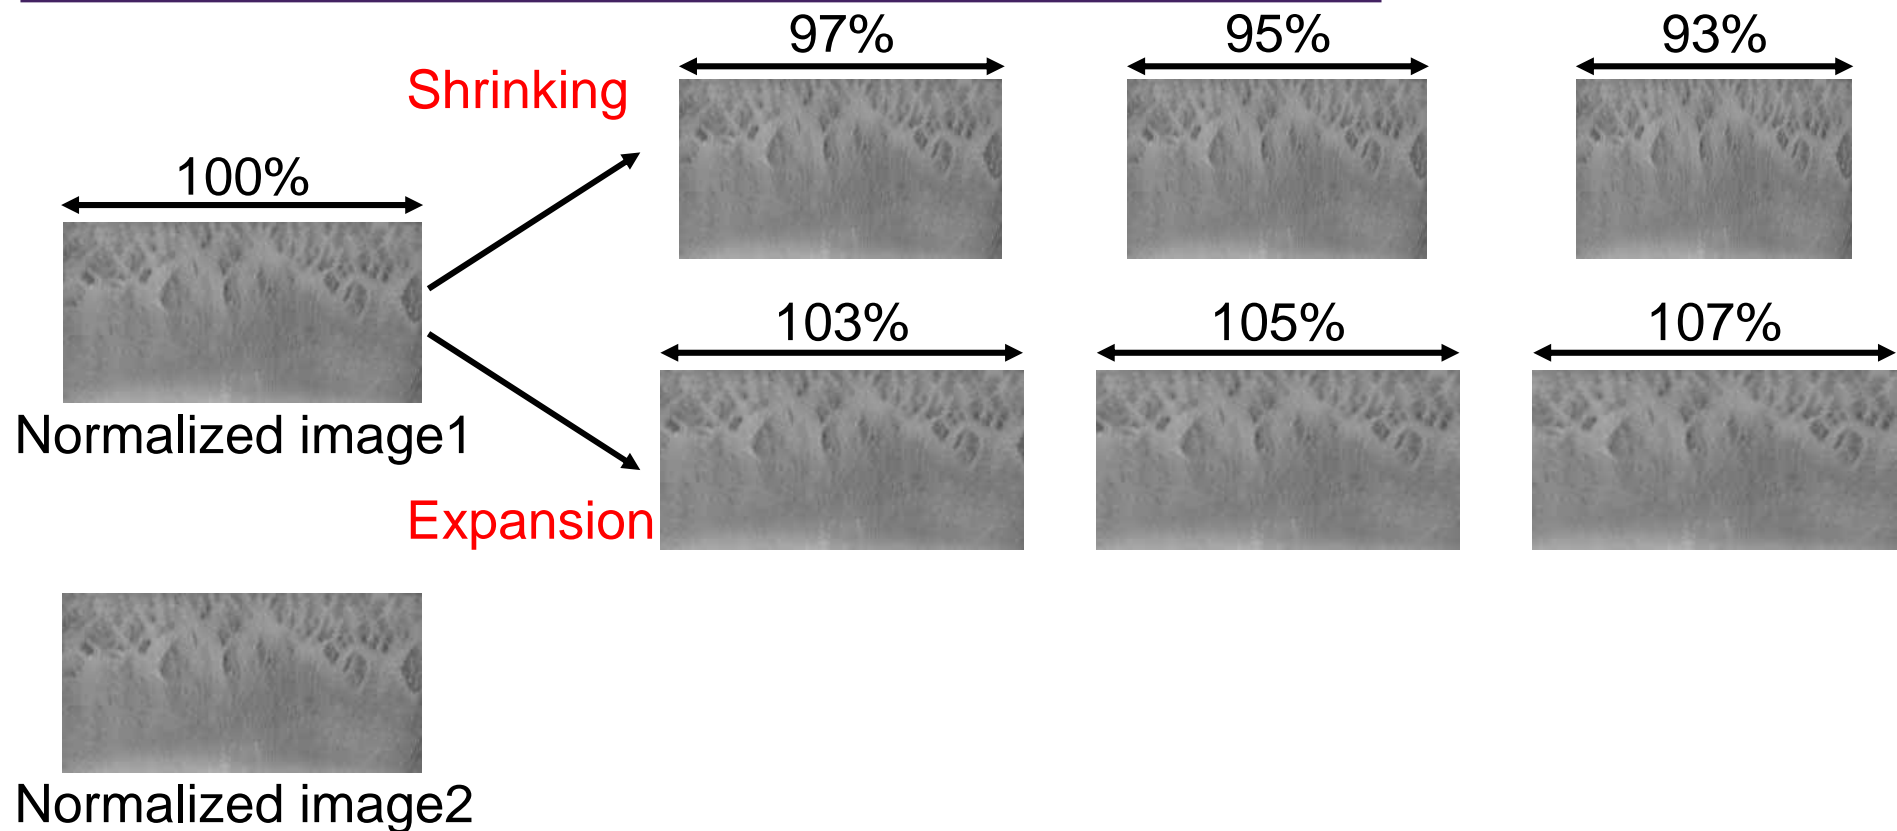 97%
95%
93%
Shrinking
100%
103%
105%
107%
Normalized image1
Expansion
Normalized image2